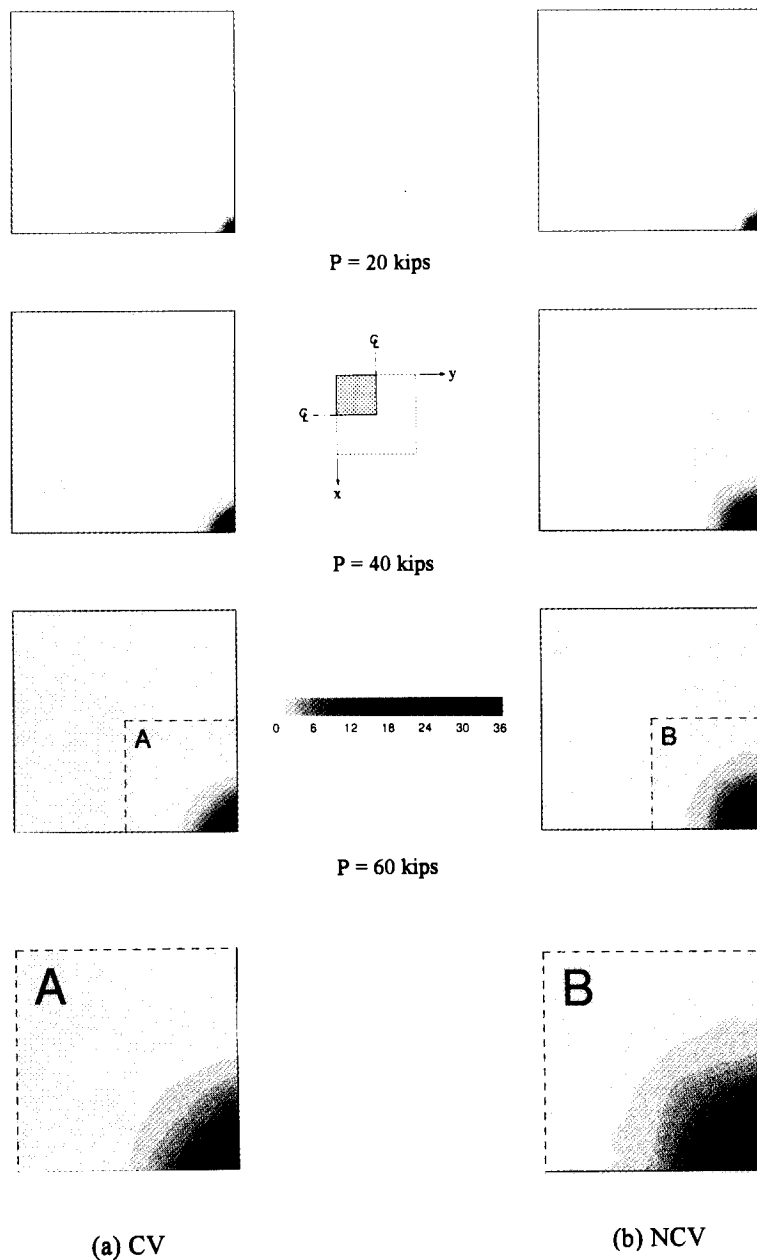 P = 20 kips
℄
y
℄
x
P = 40 kips
A
B
0 6 12 18 24 30 36
P = 60 kips
A
B
(a) CV
(b) NCV